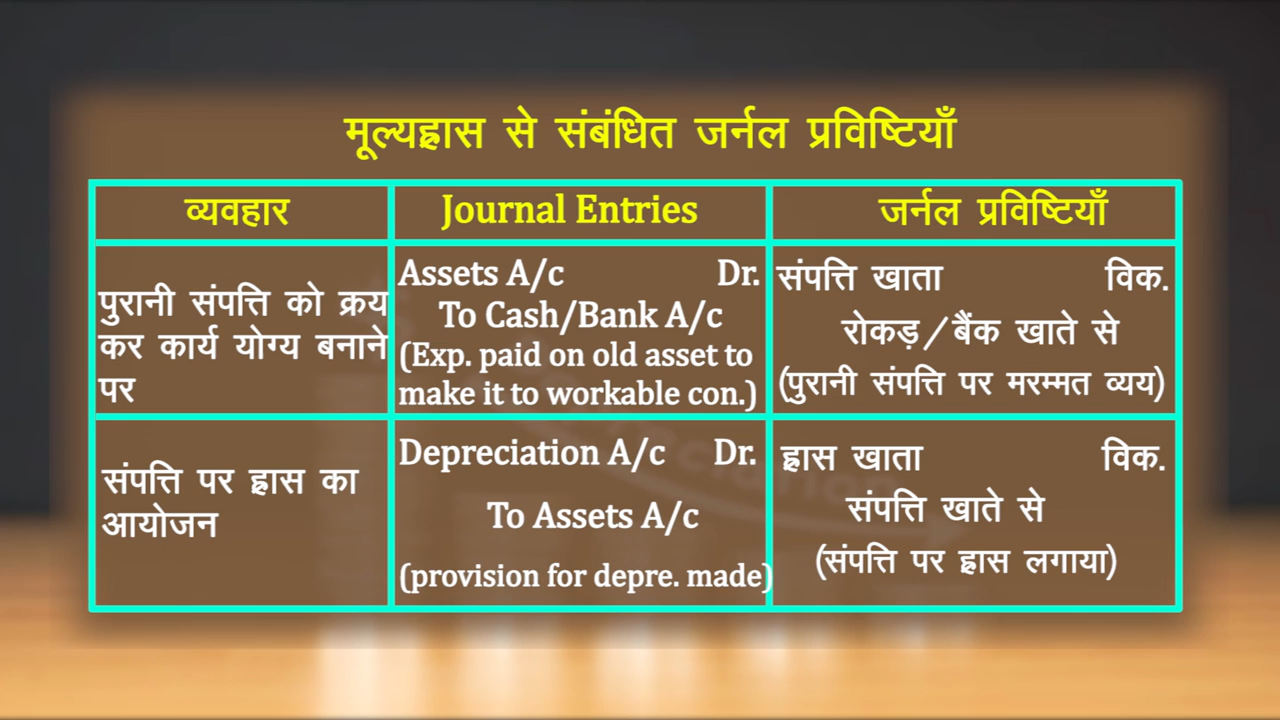 मूल्यह्रास से संबंधित जर्नल प्रविष्टियाँ
व्यवहार
Journal Entries
जर्नल प्रविष्टियाँ
पुरानी संपत्ति को क्रय
कर कार्य योग्य बनाने
पर
Assets A/c Dr.
To Cash/Bank A/c
(Exp. paid on old asset to
make it to workable con.)
संपत्ति खाता विक.
रोकड़/बैंक खाते से
(पुरानी संपत्ति पर मरम्मत व्यय)
संपत्ति पर ह्रास का
आयोजन
Depreciation A/c Dr.
To Assets A/c
(provision for depre. made)
ह्रास खाता विक.
संपत्ति खाते से
(संपत्ति पर ह्रास लगाया)